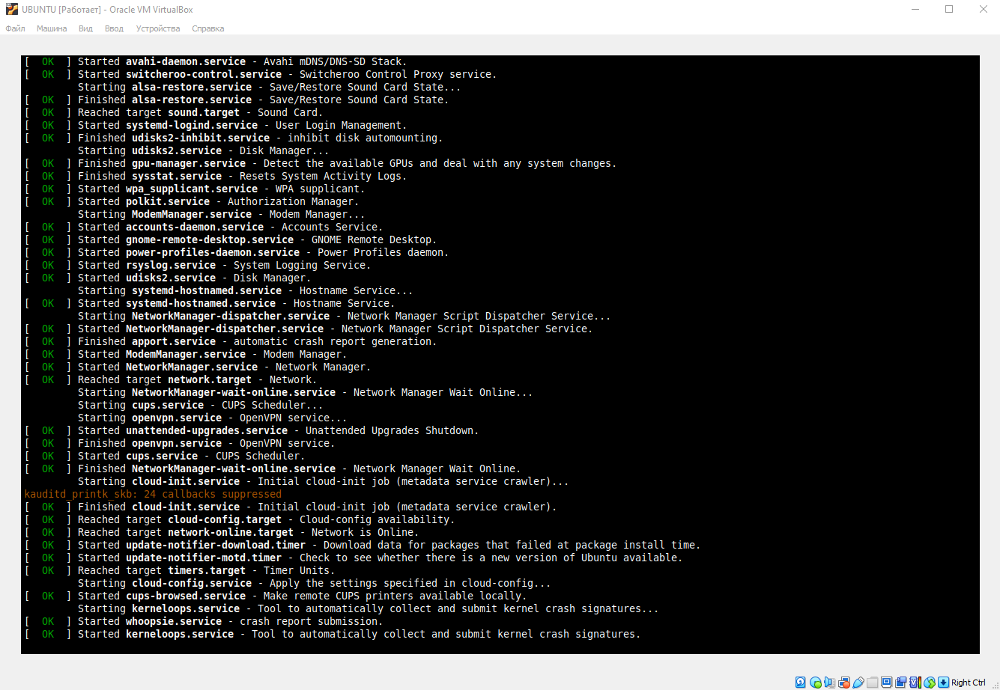 UBUNTU [Работает] - Oracle VM VirtualBox
Файл Машина Вид Ввод Устройства Справка
[ OK ] Started avahi-daemon.service - Avahi mDNS/DNS-SD Stack.
[ OK ] Started switcheroo-control.service - Switcheroo Control Proxy service.
Starting alsa-restore.service - Save/Restore Sound Card State...
[ OK ] Finished alsa-restore.service - Save/Restore Sound Card State.
[ OK ] Reached target sound.target - Sound Card.
[ OK ] Started systemd-logind.service - User Login Management.
[ OK ] Finished udisks2-inhibit.service - inhibit disk automounting.
Starting udisks2.service - Disk Manager...
[ OK ] Finished gpu-manager.service - Detect the available GPUs and deal with any system changes.
[ OK ] Finished sysstat.service - Resets System Activity Logs.
[ OK ] Started wpa_supplicant.service - WPA supplicant.
[ OK ] Started polkit.service - Authorization Manager.
Starting ModemManager.service - Modem Manager...
[ OK ] Started accounts-daemon.service - Accounts Service.
[ OK ] Started gnome-remote-desktop.service - GNOME Remote Desktop.
[ OK ] Started power-profiles-daemon.service - Power Profiles daemon.
[ OK ] Started rsyslog.service - System Logging Service.
[ OK ] Started udisks2.service - Disk Manager.
Starting systemd-hostnamed.service - Hostname Service...
[ OK ] Started systemd-hostnamed.service - Hostname Service.
Starting NetworkManager-dispatcher.service - Network Manager Script Dispatcher Service...
[ OK ] Started NetworkManager-dispatcher.service - Network Manager Script Dispatcher Service.
[ OK ] Finished apport.service - automatic crash report generation.
[ OK ] Started ModemManager.service - Modem Manager.
[ OK ] Started NetworkManager.service - Network Manager.
[ OK ] Reached target network.target - Network.
Starting NetworkManager-wait-online.service - Network Manager Wait Online...
Starting cups.service - CUPS Scheduler...
Starting openvpn.service - OpenVPN service...
[ OK ] Started unattended-upgrades.service - Unattended Upgrades Shutdown.
[ OK ] Finished openvpn.service - OpenVPN service.
[ OK ] Started cups.service - CUPS Scheduler.
[ OK ] Finished NetworkManager-wait-online.service - Network Manager Wait Online.
Starting cloud-init.service - Initial cloud-init job (metadata service crawler)...
kauditd_printk_skb: 24 callbacks suppressed
[ OK ] Finished cloud-init.service - Initial cloud-init job (metadata service crawler).
[ OK ] Reached target cloud-config.target - Cloud-config availability.
[ OK ] Reached target network-online.target - Network is Online.
[ OK ] Started update-notifier-download.timer - Download data for packages that failed at package install time.
[ OK ] Started update-notifier-motd.timer - Check to see whether there is a new version of Ubuntu available.
[ OK ] Reached target timers.target - Timer Units.
Starting cloud-config.service - Apply the settings specified in cloud-config...
[ OK ] Started cups-browsed.service - Make remote CUPS printers available locally.
Starting kerneloops.service - Tool to automatically collect and submit kernel crash signatures...
[ OK ] Started whoopsie.service - crash report submission.
[ OK ] Started kerneloops.service - Tool to automatically collect and submit kernel crash signatures.
Right Ctrl